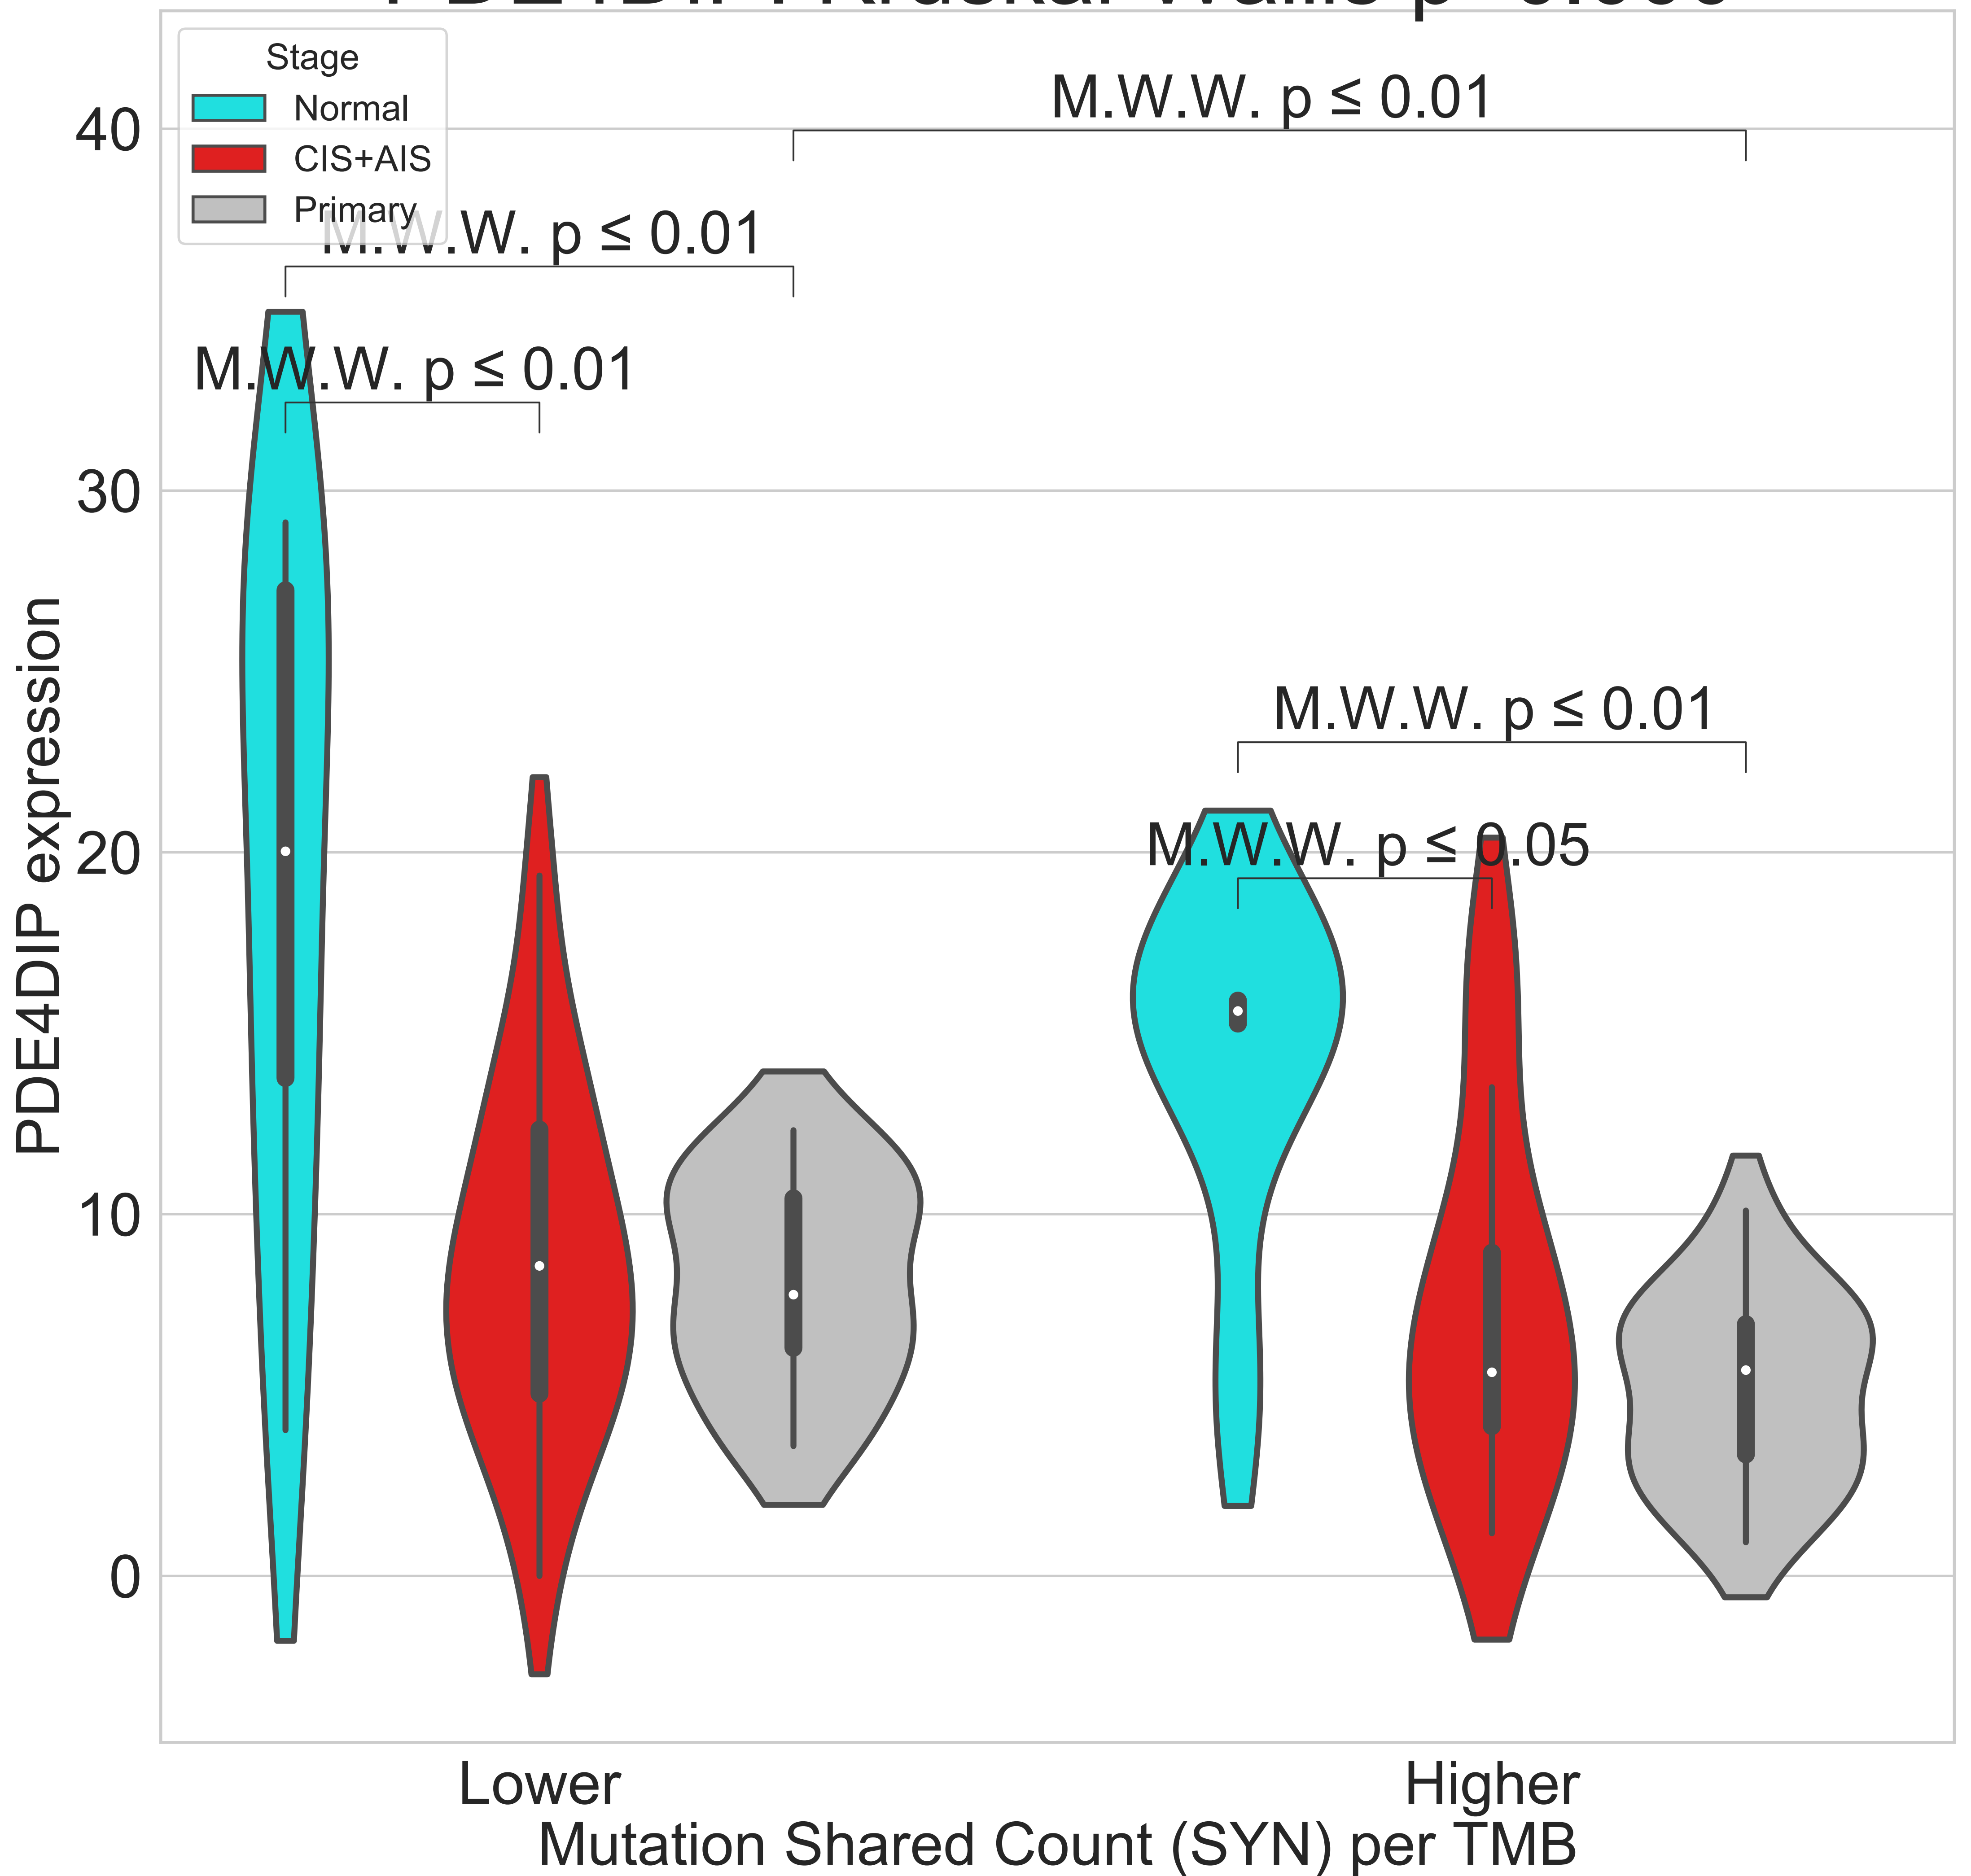 Stage
Normal
CIS+AIS
Primary
M.W.W. p ≤ 0.01
M.W.W. p ≤ 0.01
M.W.W. p ≤ 0.01
M.W.W. p ≤ 0.01
M.W.W. p ≤ 0.05
40
30
20
10
0
PDE4DIP expression
Lower
Higher
Mutation Shared Count (SYN) per TMB